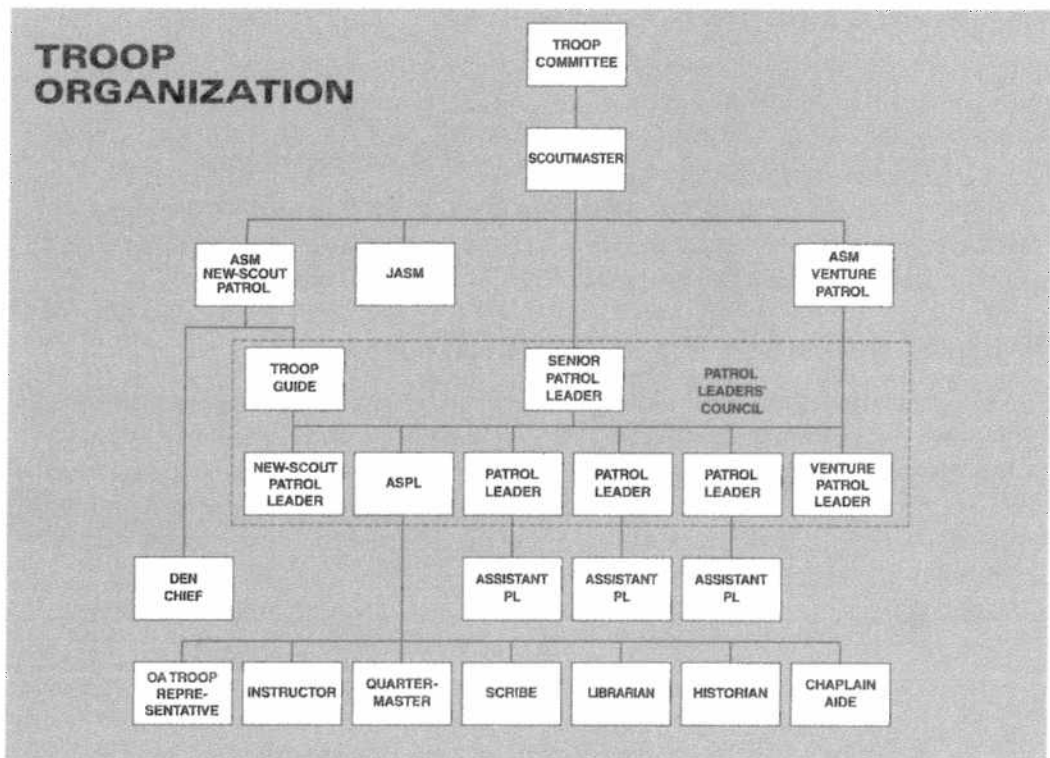 TROOP
ORGANIZATION
TROOP
COMMITTEE
SCOUTMASTER
ASM
NEW-SCOUT
PATROL
JASM
ASM
VENTURE
PATROL
TROOP
GUIDE
SENIOR
PATROL
LEADER
PATROL
LEADERS'
COUNCIL
NEW-SCOUT
PATROL
LEADER
ASPL
PATROL
LEADER
PATROL
LEADER
PATROL
LEADER
VENTURE
PATROL
LEADER
DEN
CHIEF
ASSISTANT
PL
ASSISTANT
PL
ASSISTANT
PL
OA TROOP
REPRE-
SENTATIVE
INSTRUCTOR
QUARTER-
MASTER
SCRIBE
LIBRARIAN
HISTORIAN
CHAPLAIN
AIDE